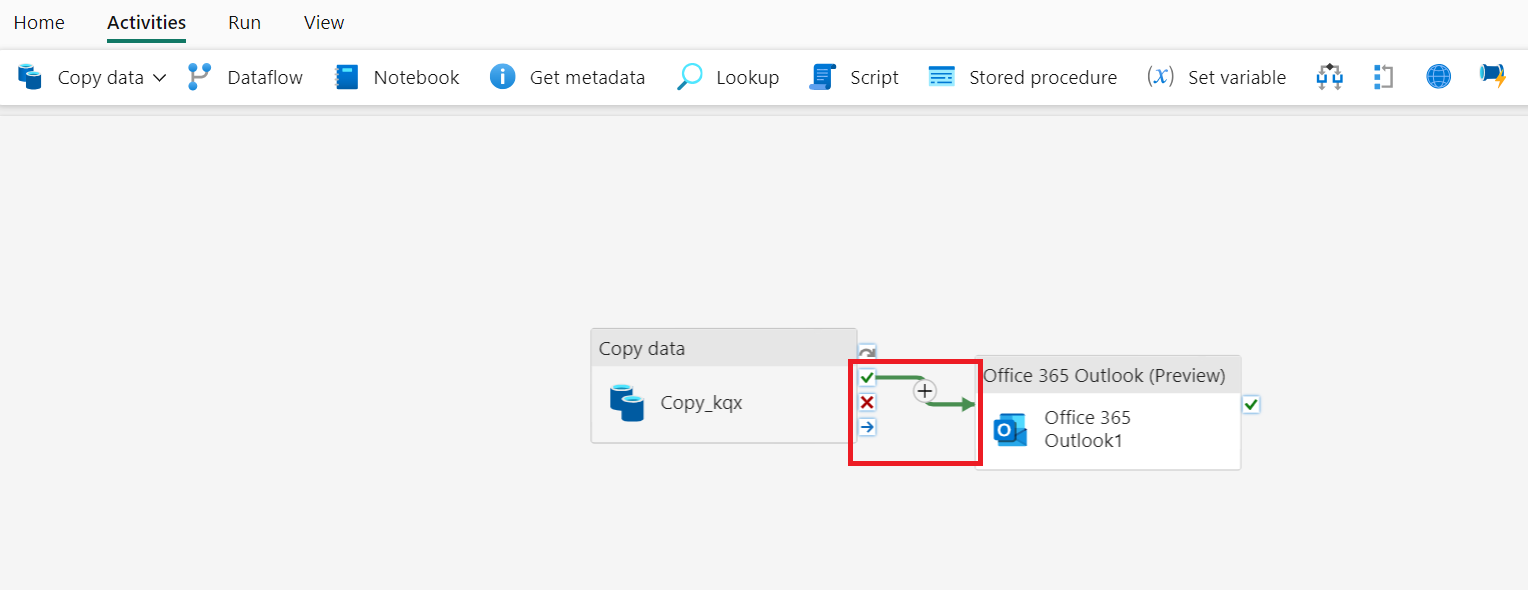 Home Activities Run View
Copy data Dataflow Notebook Get metadata Lookup Script Stored procedure (x) Set variable
Copy data
Copy_kqx
Office 365 Outlook (Preview)
Office 365
Outlook1